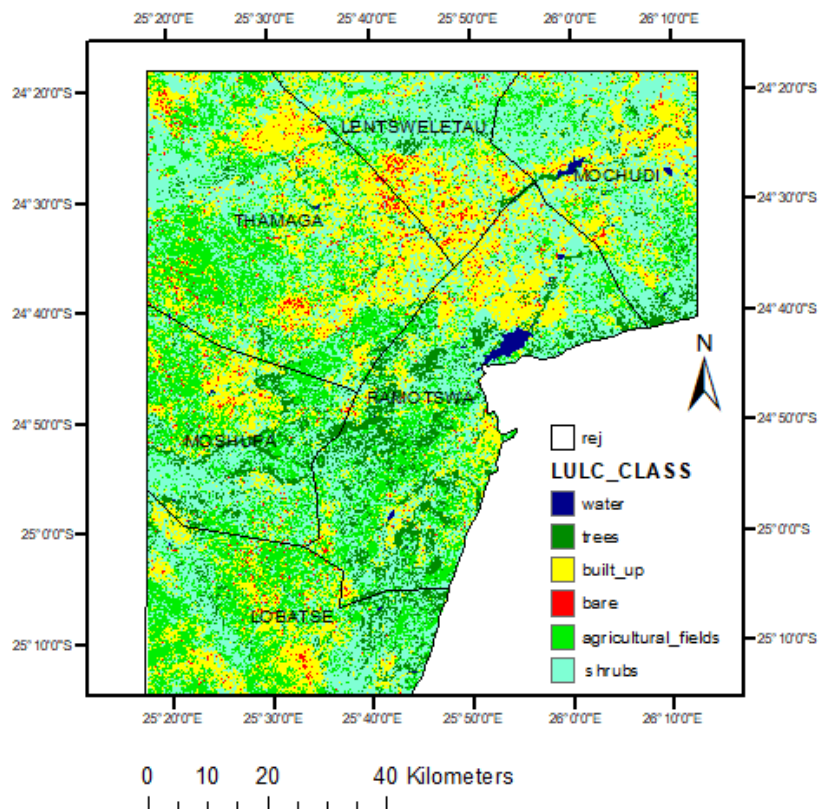 25°20'0"E 25°30'0"E 25°40'0"E 25°50'0"E 26°0'0"E 26°10'0"E
24°20'0"S 24°20'0"S
LENTSWELETAU
MOCHUDI
24°30'0"S 24°30'0"S
THAMAGA
24°40'0"S 24°40'0"S
N
RAMOTSWA
24°50'0"S 24°50'0"S
MOSHUPA
rej
LULC_CLASS
water
25°0'0"S 25°0'0"S
trees
built_up
bare
LOBATSE
agricultural_fields
25°10'0"S 25°10'0"S
shrubs
25°20'0"E 25°30'0"E 25°40'0"E 25°50'0"E 26°0'0"E 26°10'0"E
0 10 20 40 Kilometers